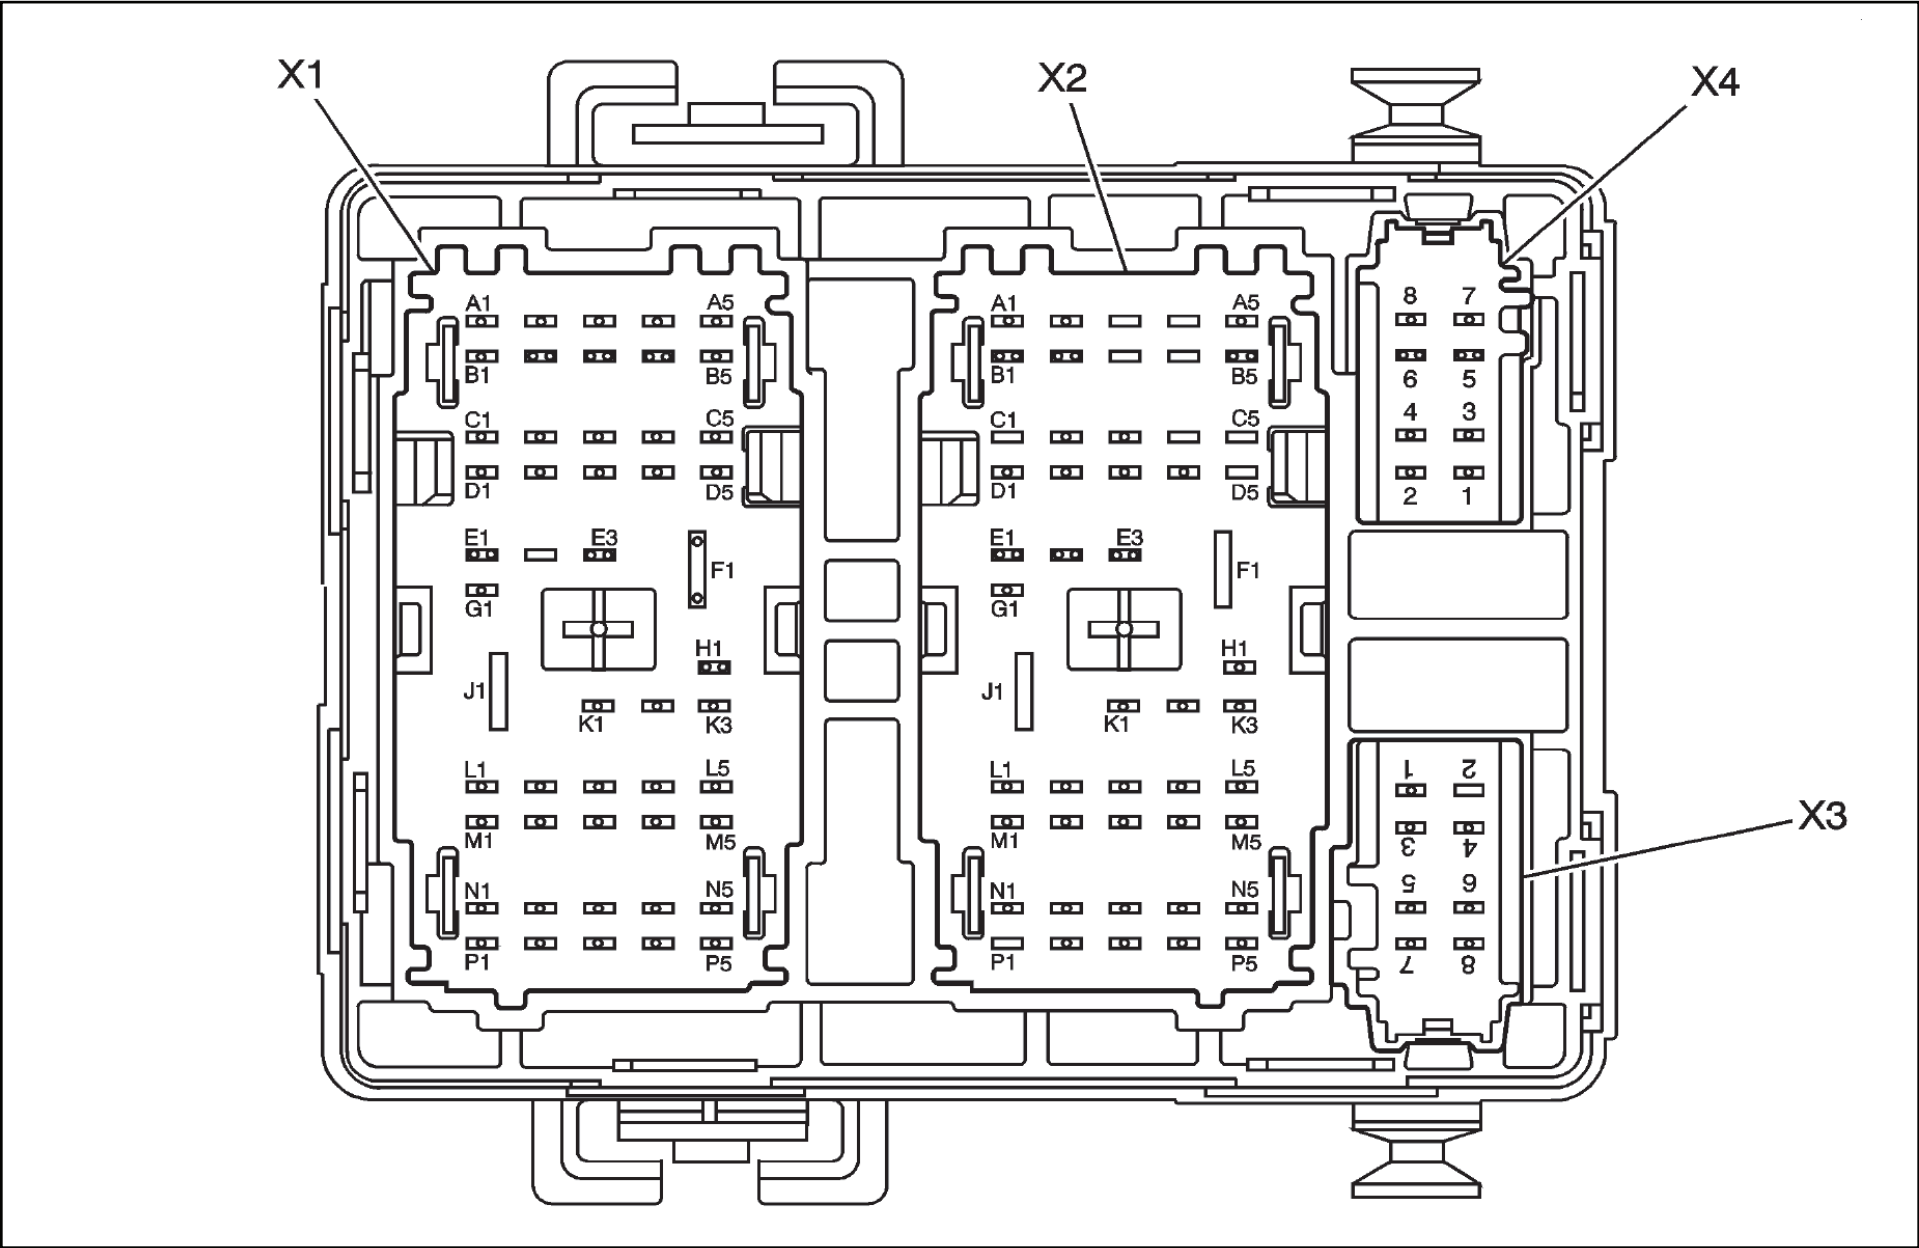 X1 X2 X4
A1 A5 A1 A5 8 7
B1 B5 B1 B5 6 5
C1 C5 C1 C5 4 3
D1 D5 D1 D5 2 1
E1 E3 E1 E3
F1 F1
G1 G1
H1 H1
J1 J1
K1 K3 K1 K3
L1 L5 L1 L5 1 2
X3
M1 M5 M1 M5 3 4
N1 N5 N1 N5 5 6
P1 P5 P1 P5 7 8